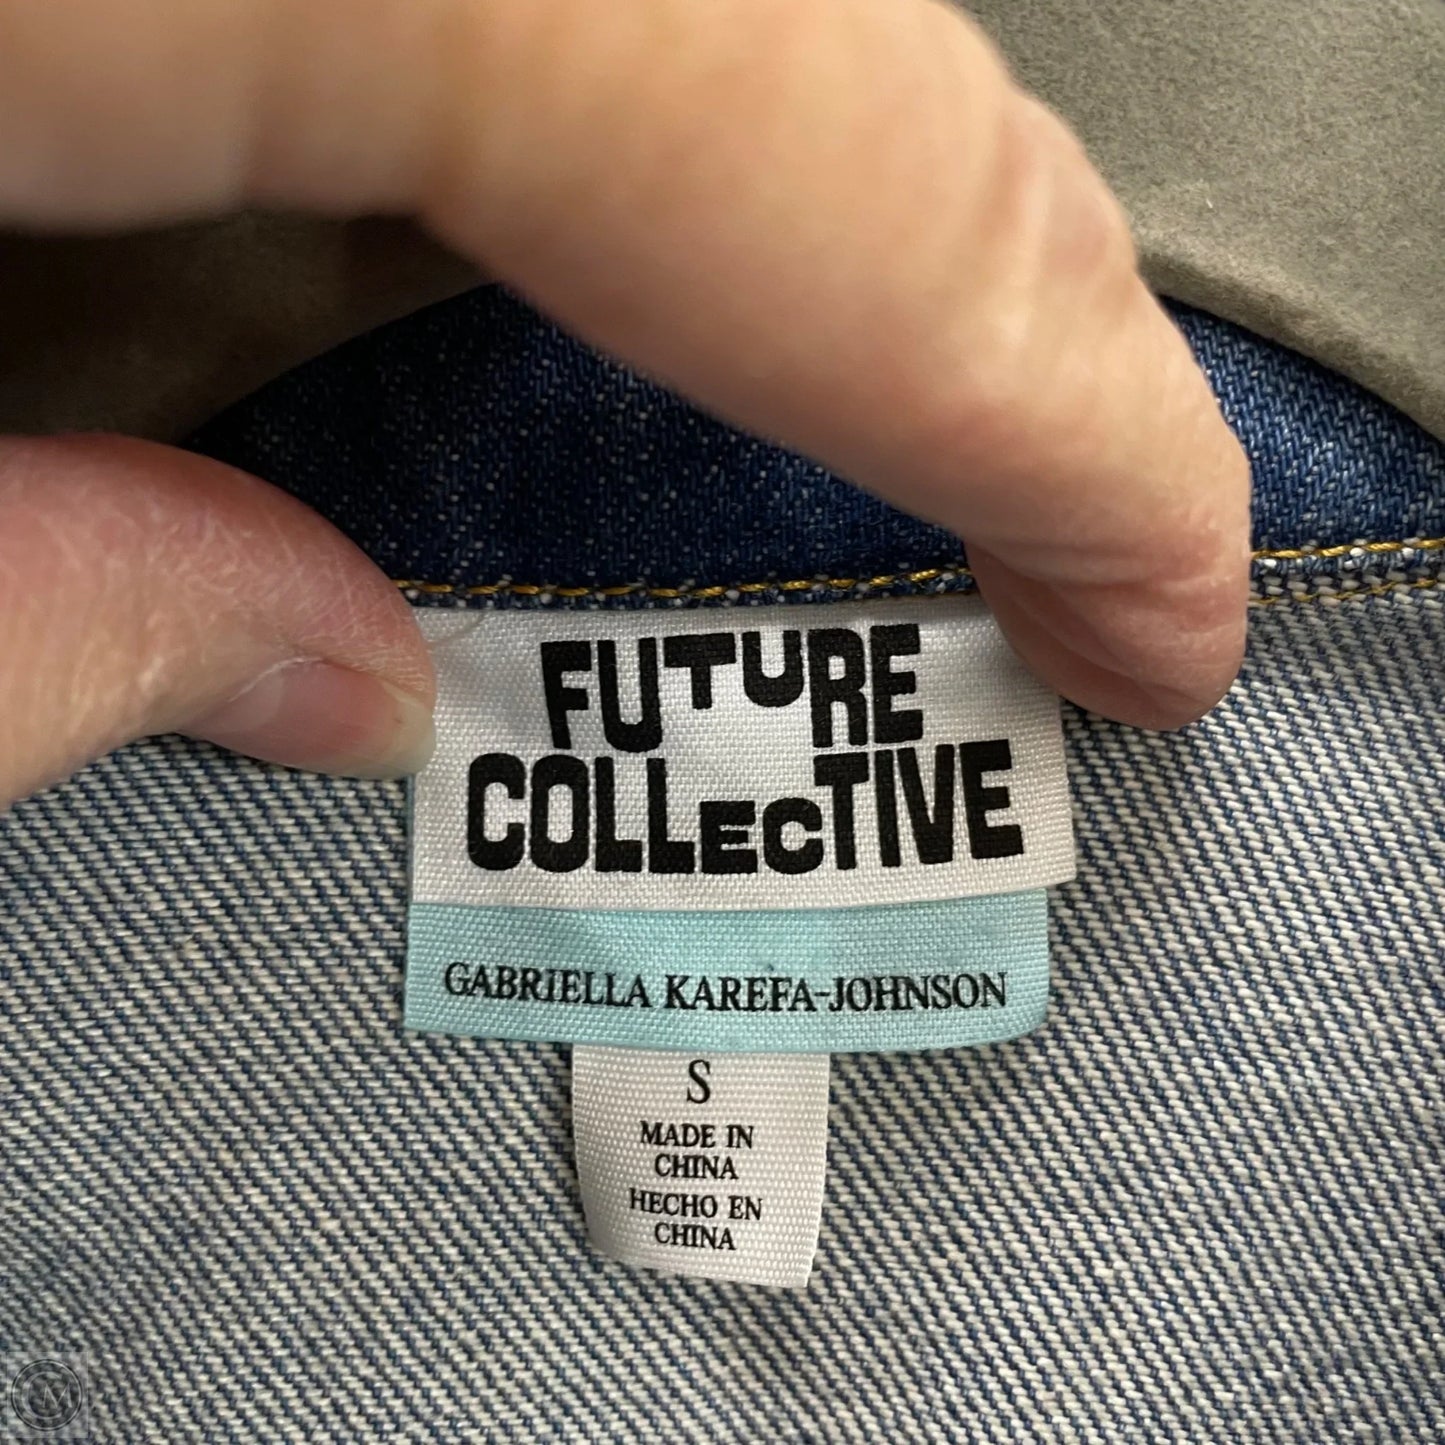 FUTURE
COLLECTIVE
GABRIELLA KAREFA-JOHNSON
S
MADE IN
CHINA
HECHO EN
CHINA